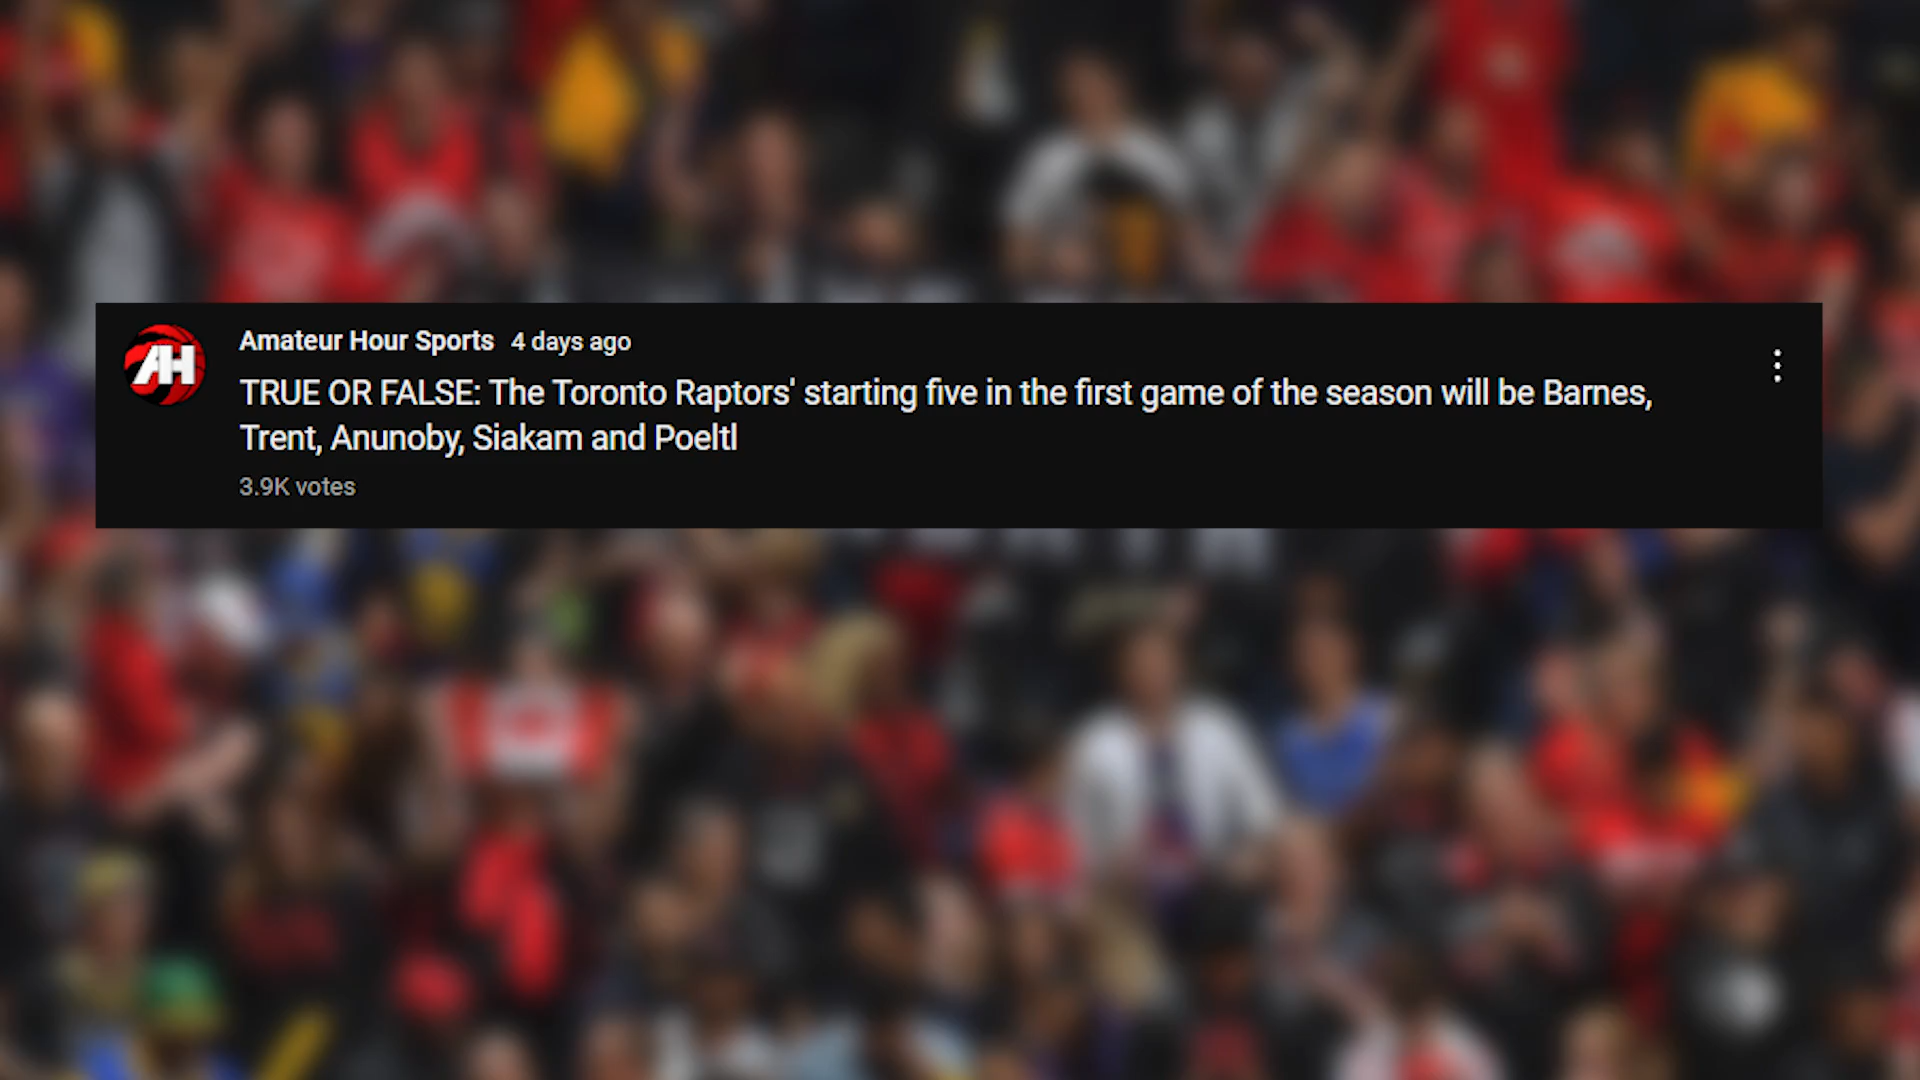 Amateur Hour Sports 4 days ago
AH
TRUE OR FALSE: The Toronto Raptors' starting five in the first game of the season will be Barnes,
Trent, Anunoby, Siakam and Poeltl
3.9K votes